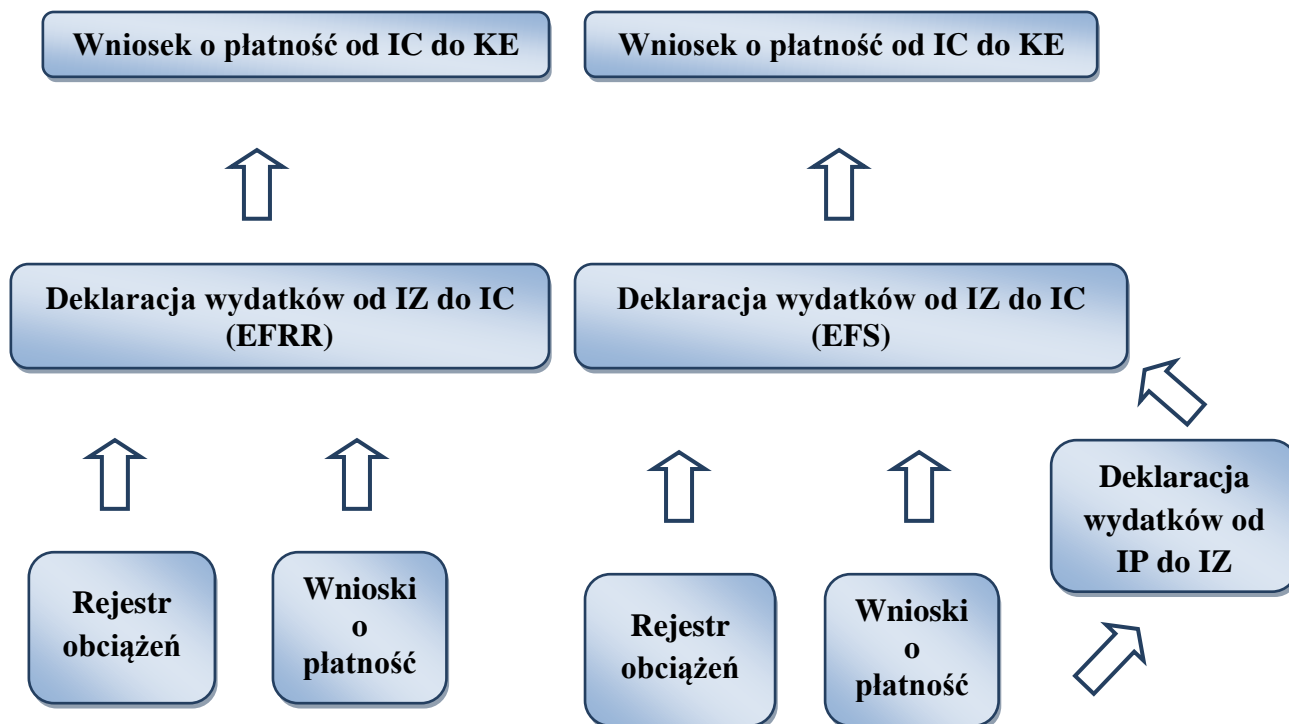 Wniosek o płatność od IC do KE
Wniosek o płatność od IC do KE
Deklaracja wydatków od IZ do IC
(EFRR)
Deklaracja wydatków od IZ do IC
(EFS)
Rejestr
obciążeń
Wnioski
o
płatność
Rejestr
obciążeń
Wnioski
o
płatność
Deklaracja
wydatków od
IP do IZ